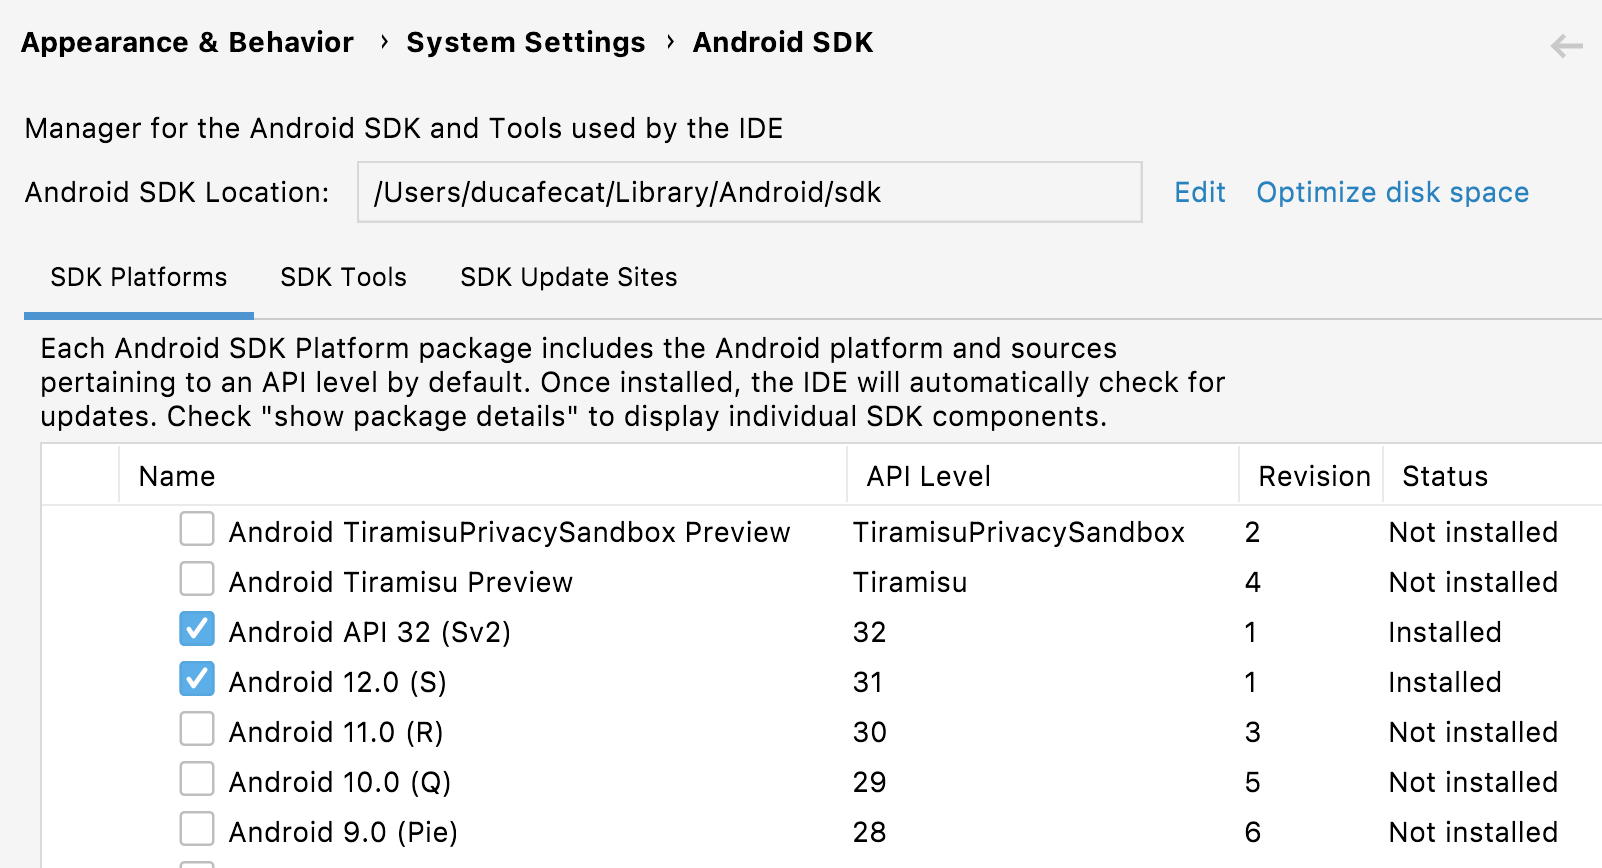 Appearance & Behavior › System Settings › Android SDK
Manager for the Android SDK and Tools used by the IDE
Android SDK Location: /Users/ducafecat/Library/Android/sdk Edit Optimize disk space
SDK Platforms SDK Tools SDK Update Sites
Each Android SDK Platform package includes the Android platform and sources
pertaining to an API level by default. Once installed, the IDE will automatically check for
updates. Check "show package details" to display individual SDK components.
Name API Level Revision Status
Android TiramisuPrivacySandbox Preview TiramisuPrivacySandbox 2 Not installed
Android Tiramisu Preview Tiramisu 4 Not installed
Android API 32 (Sv2) 32 1 Installed
Android 12.0 (S) 31 1 Installed
Android 11.0 (R) 30 3 Not installed
Android 10.0 (Q) 29 5 Not installed
Android 9.0 (Pie) 28 6 Not installed